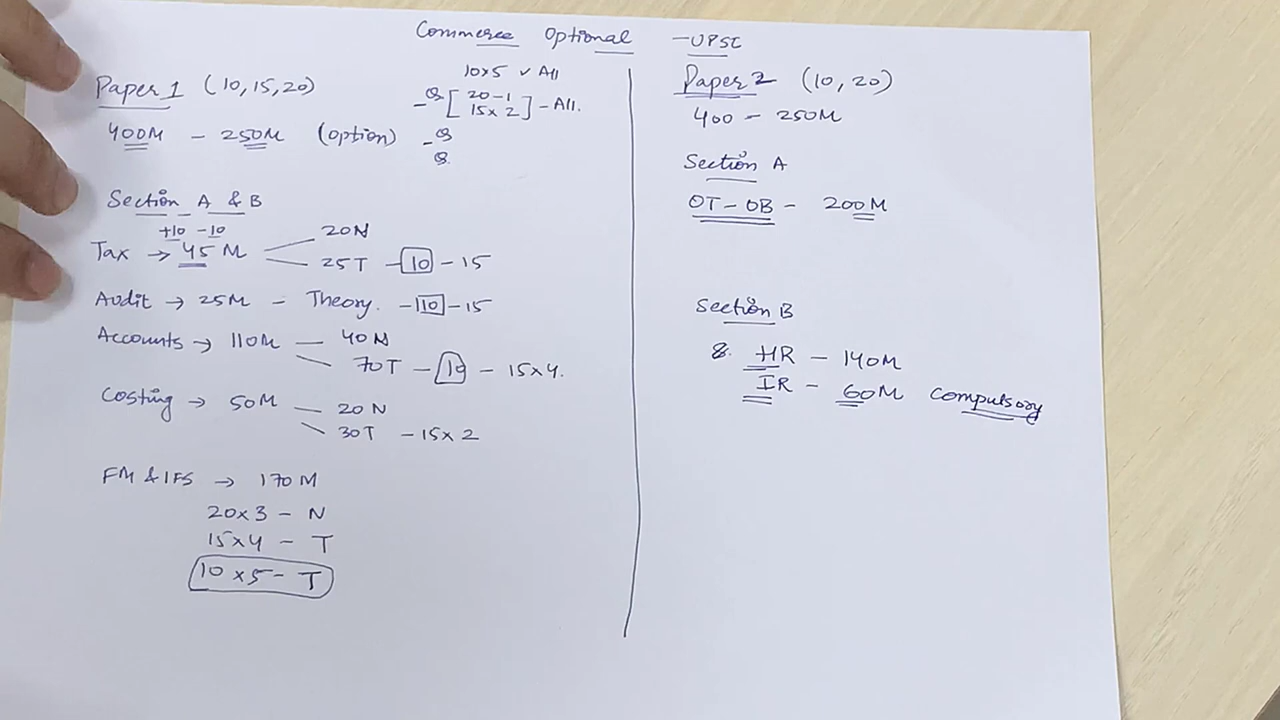 Commerce Optional - UPSC
Paper 1 (10, 15, 20)
10x5 ✓ All
- Q [ 20-1
15x2 ] - All.
400M - 250M (option)
- Q
Q.
Section A & B
+10 -10
Tax → 45 M
20N
25T - 10 - 15
Audit → 25M - Theory. - 10 - 15
Accounts → 110M - 40N
70T - 10 - 15x4.
Costing → 50M - 20N
30T - 15x2
FM & IFS → 170M
20x3 - N
15x4 - T
10x5 - T
Paper 2 (10, 20)
400 - 250M
Section A
OT - OB - 200M
Section B
8. HR - 140M
IR - 60M Compulsory